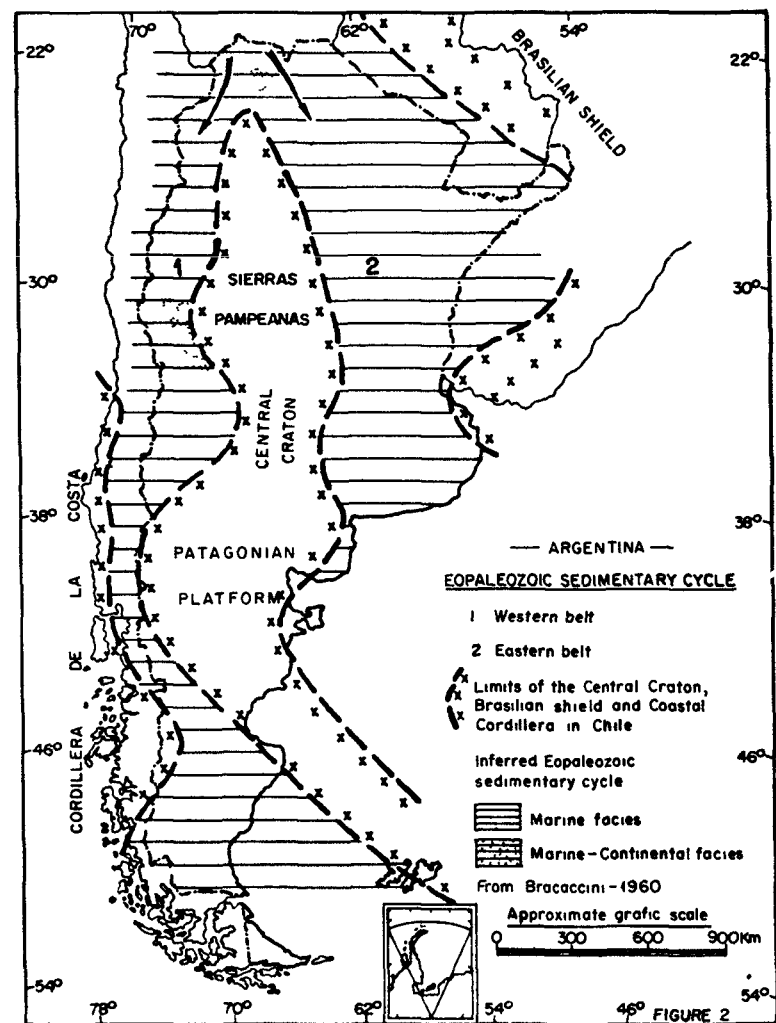 70° 62° 54°
22° 22°
BRASILIAN SHIELD
1 2
30° 30°
SIERRAS
PAMPEANAS
CENTRAL
CRATON
38° 38°
PATAGONIAN
PLATFORM
CORDILLERA DE LA COSTA
— ARGENTINA —
EOPALEOZOIC SEDIMENTARY CYCLE
1 Western belt
2 Eastern belt
Limits of the Central Craton,
Brasilian shield and Coastal
Cordillera in Chile
46° 46°
Inferred Eopaleozoic
sedimentary cycle
Marine facies
Marine-Continental facies
From Bracaccini-1960
Approximate grafic scale
0 300 600 900Km
54° 54°
78° 70° 62° 54° 46°
FIGURE 2